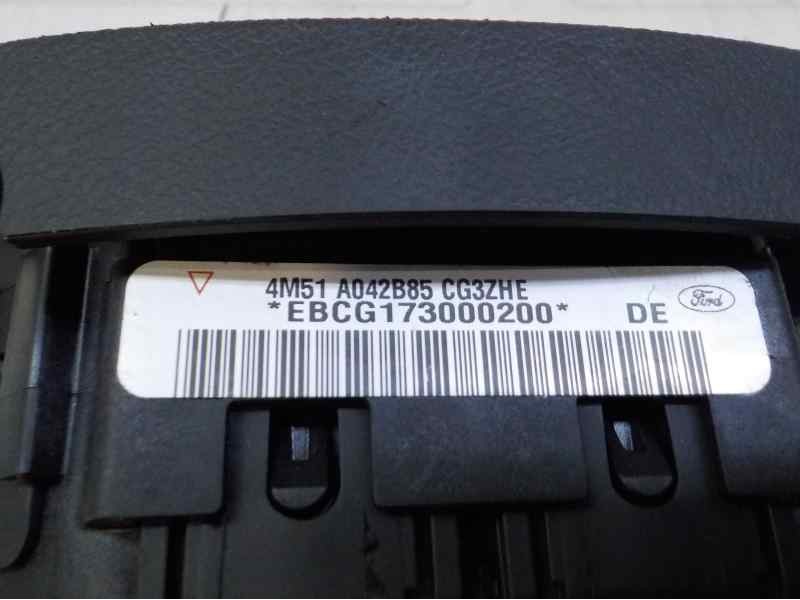 4M51 A042B85 CG3ZHE
*EBCG173000200* DE Ford